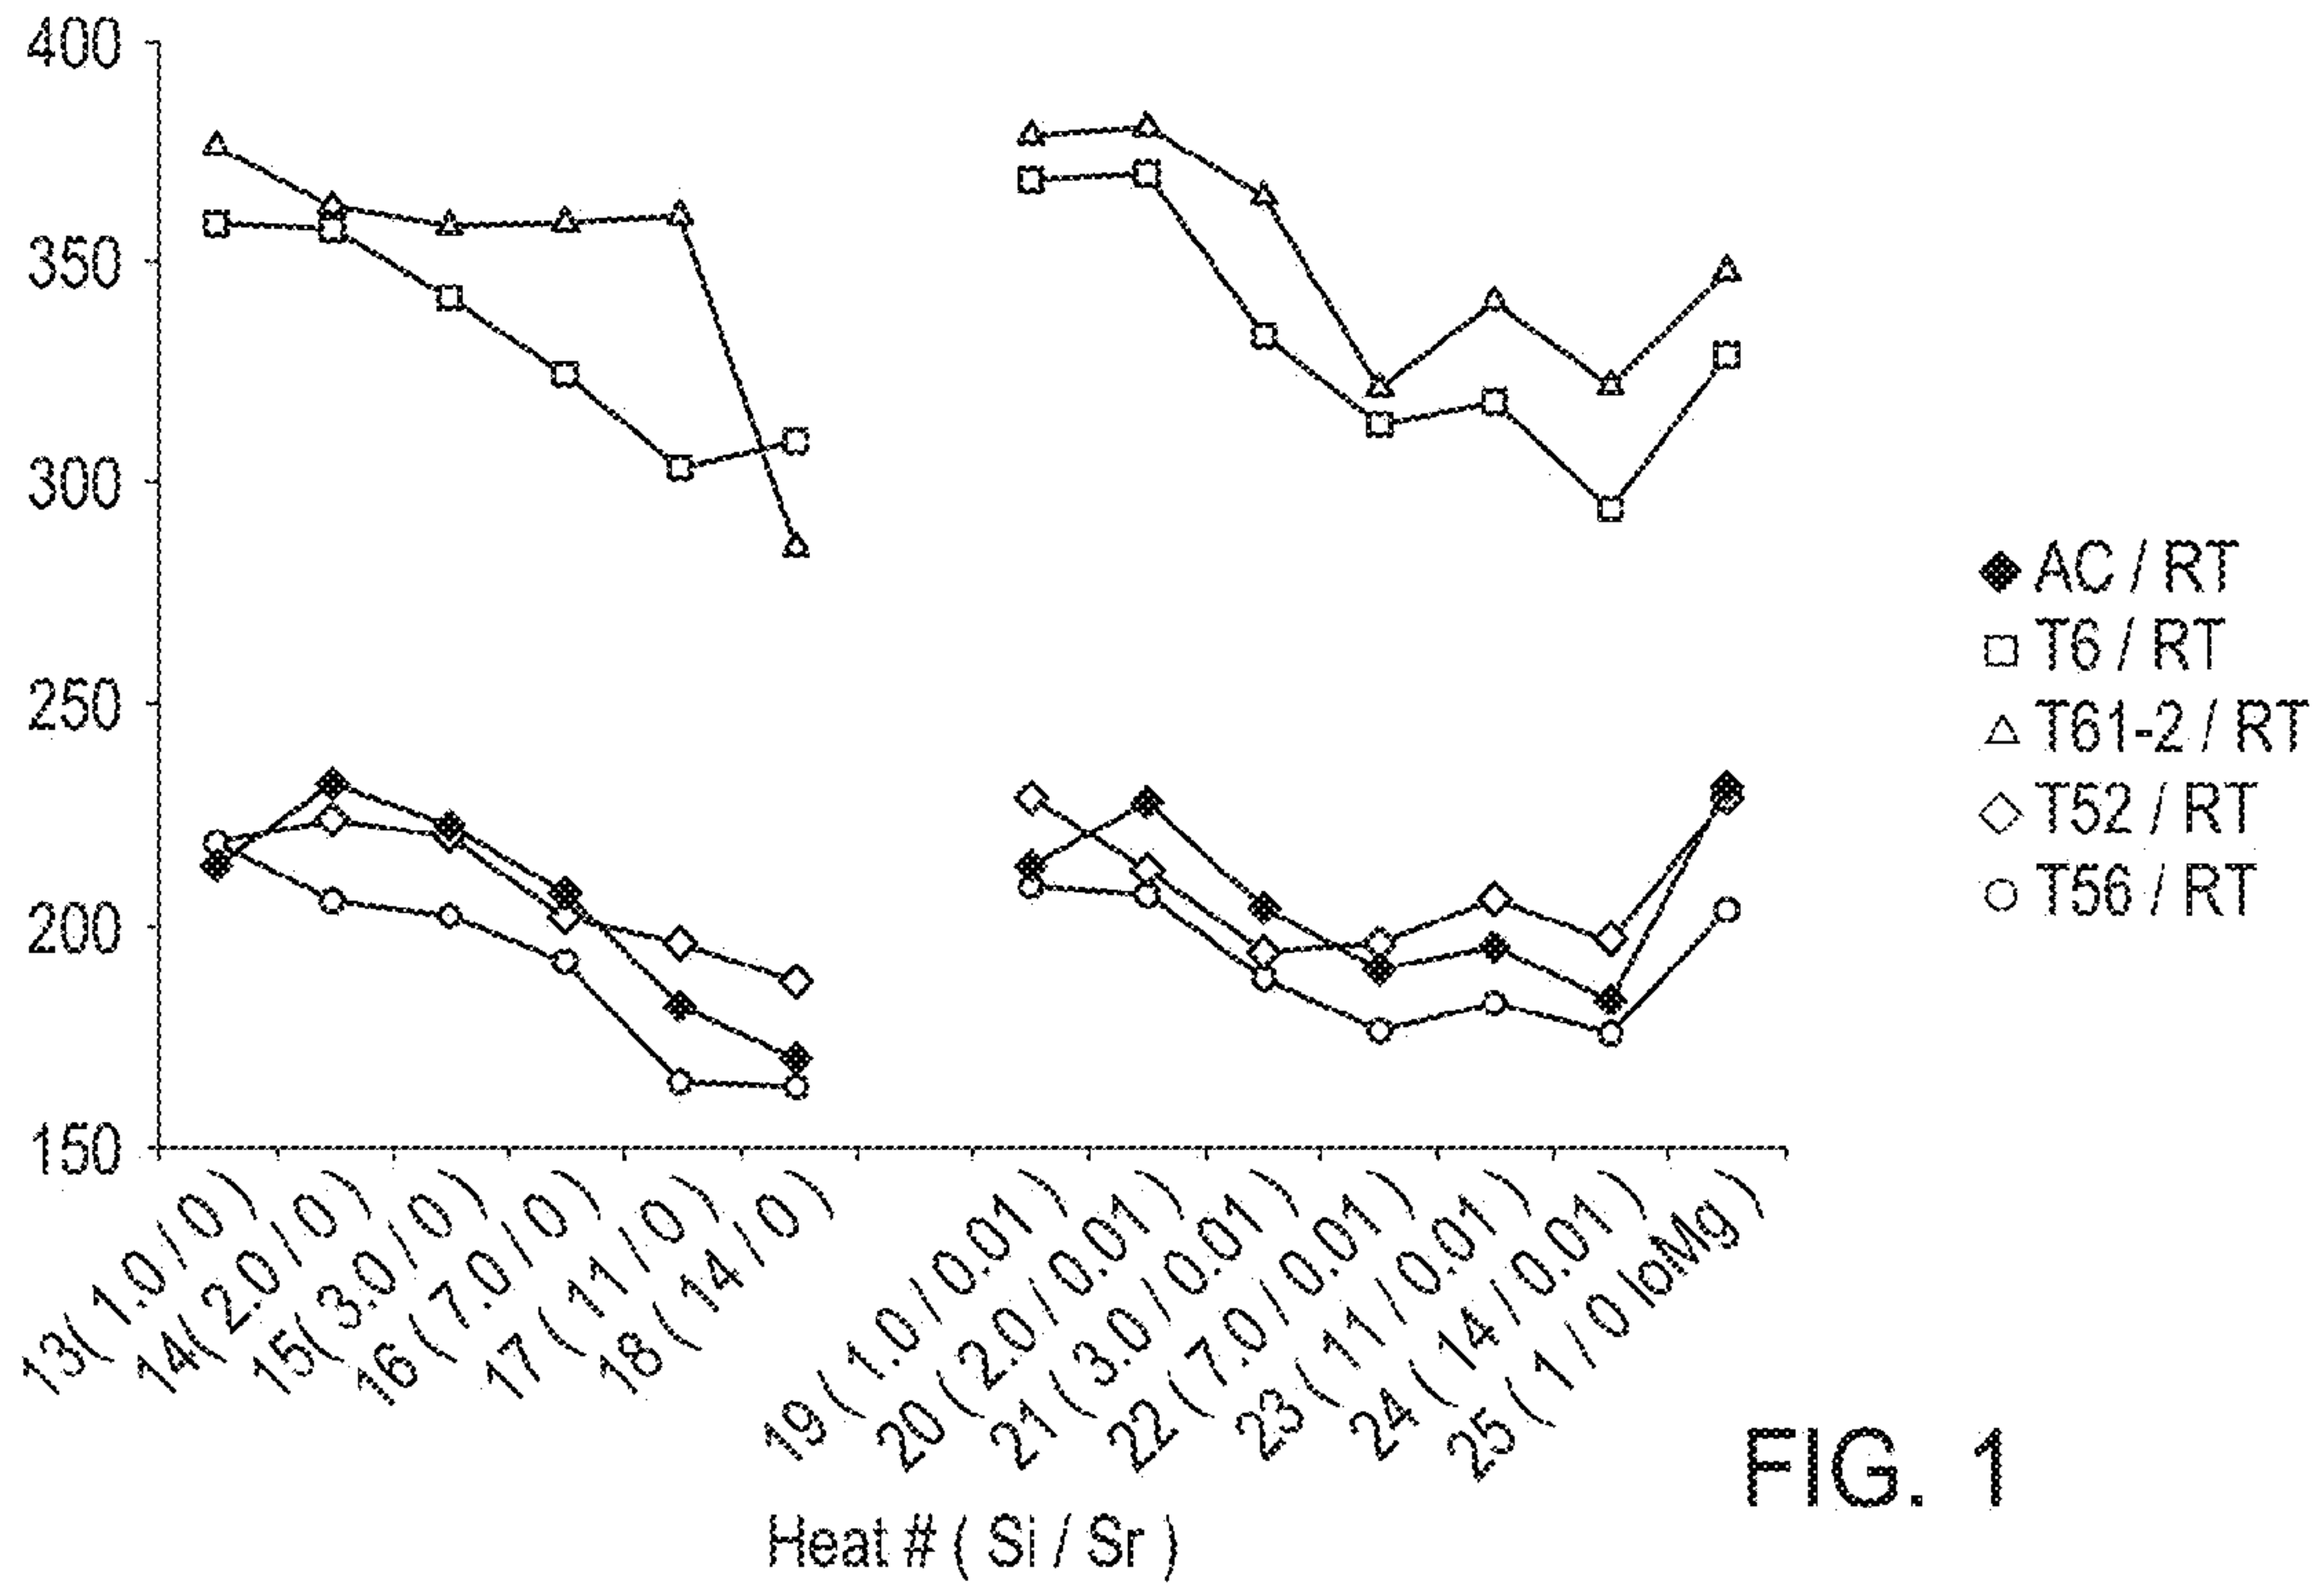 400
350
300
250
200
150
AC / RT
T6 / RT
T61-2 / RT
T52 / RT
T56 / RT
13( 1.0 / 0 )
14( 2.0 / 0 )
15( 3.0 / 0 )
16 ( 7.0 / 0 )
17 ( 11 / 0 )
18 ( 14 / 0 )
19 ( 1.0 / 0.01 )
20 ( 2.0 / 0.01 )
21 ( 3.0 / 0.01 )
22 ( 7.0 / 0.01 )
23 ( 11 / 0.01 )
24 ( 14 / 0.01 )
25 ( 1 / 0 loMg )
Heat # ( Si / Sr )
FIG. 1